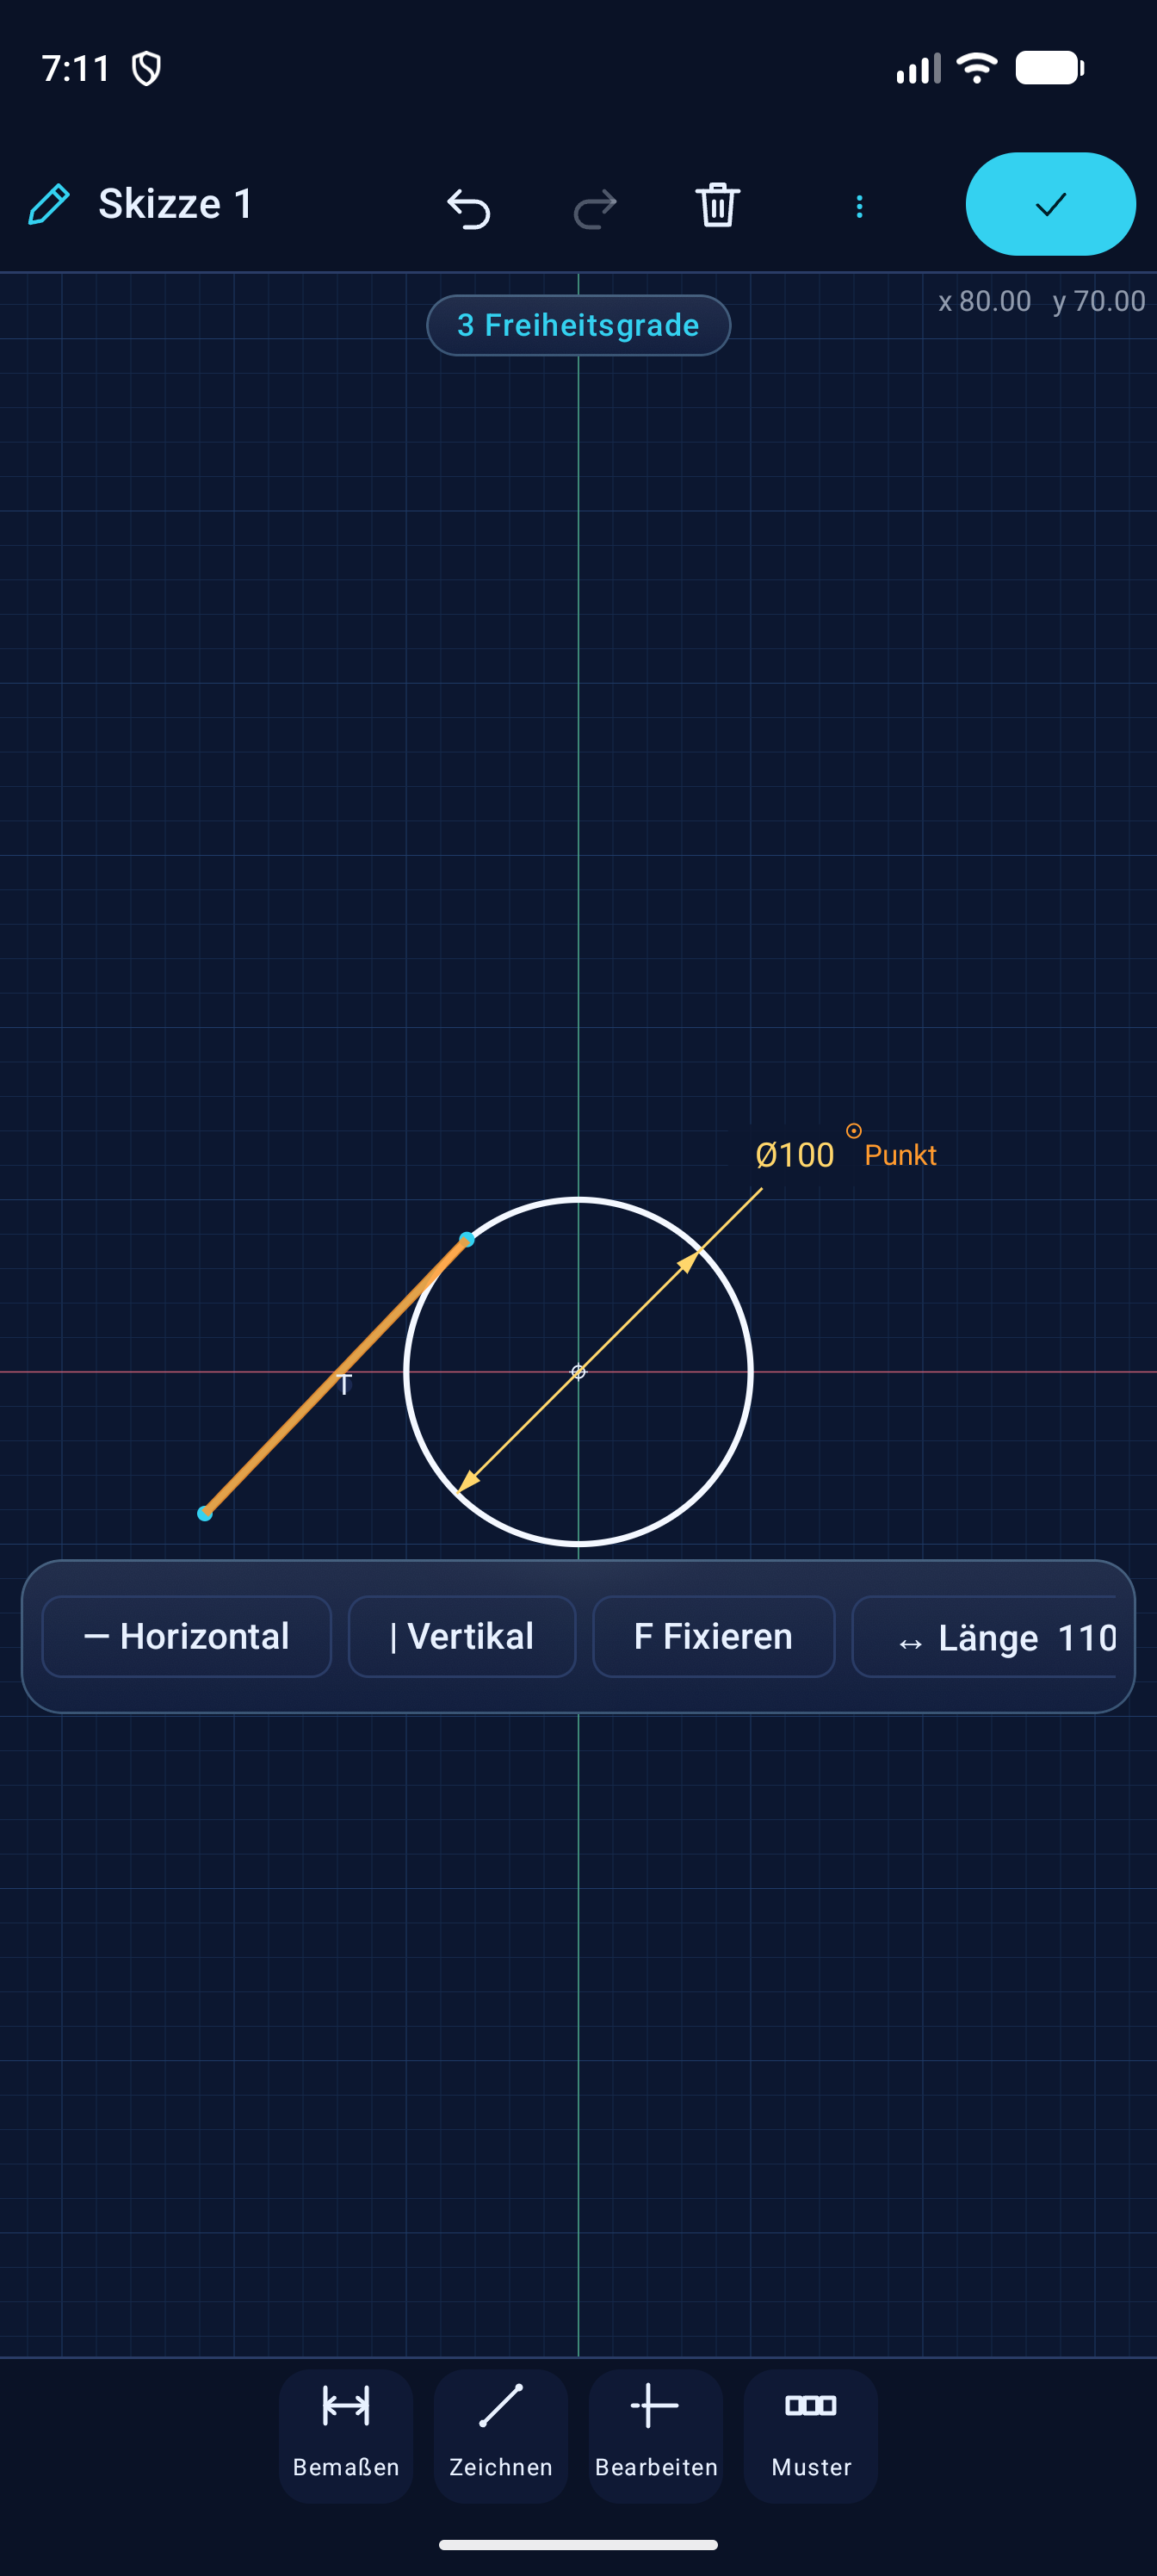 7:11
Skizze 1
x 80.00 y 70.00
3 Freiheitsgrade
Ø100
Punkt
T
— Horizontal
| Vertikal
F Fixieren
↔ Länge 110
Bemaßen
Zeichnen
Bearbeiten
Muster